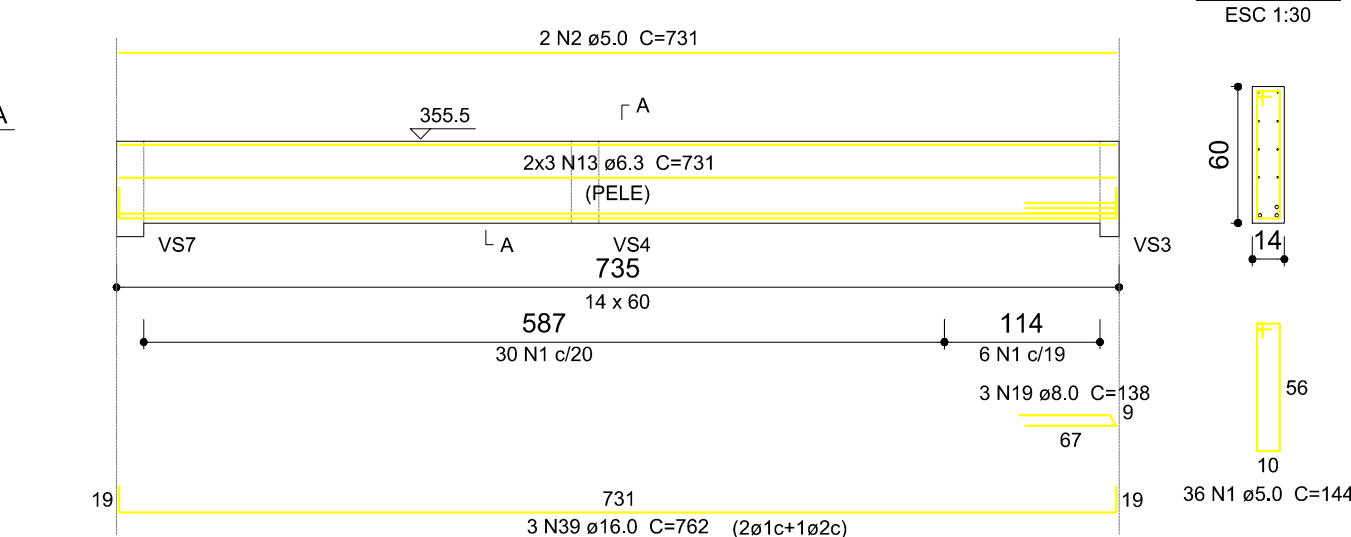 ESC 1:30
2 N2 ø5.0 C=731
A
355.5
A
2x3 N13 ø6.3 C=731
(PELE)
60
VS7
A
VS4
VS3
14
735
14 x 60
587
114
30 N1 c/20
6 N1 c/19
3 N19 ø8.0 C=138
9
67
56
10
36 N1 ø5.0 C=144
19
731
19
3 N39 ø16.0 C=762 (2ø1c+1ø2c)